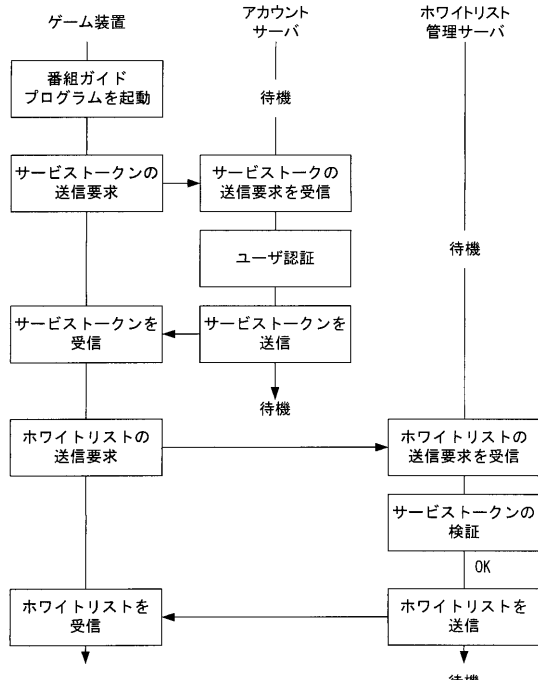 ゲーム装置
アカウント
サーバ
ホワイトリスト
管理サーバ
番組ガイド
プログラムを起動
待機
サービストークンの
送信要求
サービストークの
送信要求を受信
ユーザ認証
待機
サービストークンを
受信
サービストークンを
送信
待機
ホワイトリストの
送信要求
ホワイトリストの
送信要求を受信
サービストークンの
検証
OK
ホワイトリストを
受信
ホワイトリストを
送信
待機